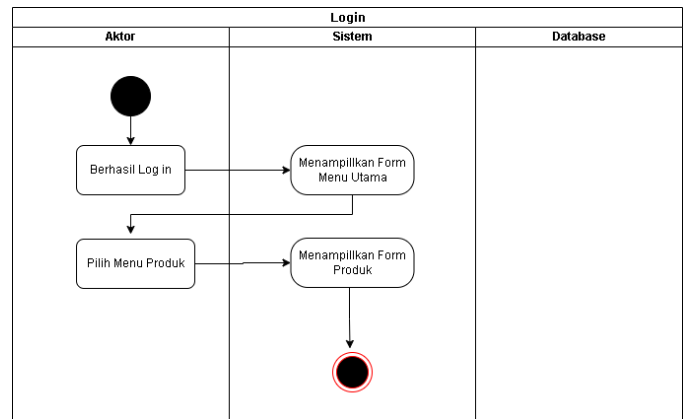 Login
Aktor
Sistem
Database
Berhasil Log in
Menampillkan Form
Menu Utama
Pilih Menu Produk
Menampillkan Form
Produk